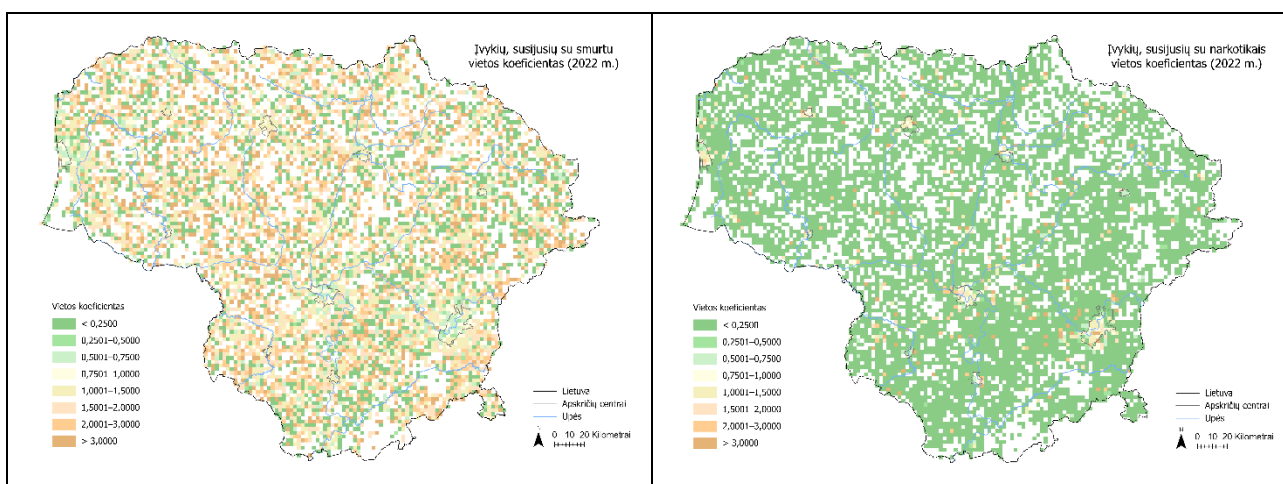 Įvykių, susijusių su smurtu
vietos koeficientas (2022 m.)
Vietos koeficientas
< 0,2500
0,2501–0,5000
0,5001–0,7500
0,7501–1,0000
1,0001–1,5000
1,5001–2,0000
2,0001–3,0000
> 3,0000
Lietuva
Apskričių centrai
Upės
0 10 20 Kilometrai
Įvykių, susijusių su narkotikais
vietos koeficientas (2022 m.)
Vietos koeficientas
< 0,2500
0,2501–0,5000
0,5001–0,7500
0,7501–1,0000
1,0001–1,5000
1,5001–2,0000
2,0001–3,0000
> 3,0000
Lietuva
Apskričių centrai
Upės
N
0 10 20 Kilometrai